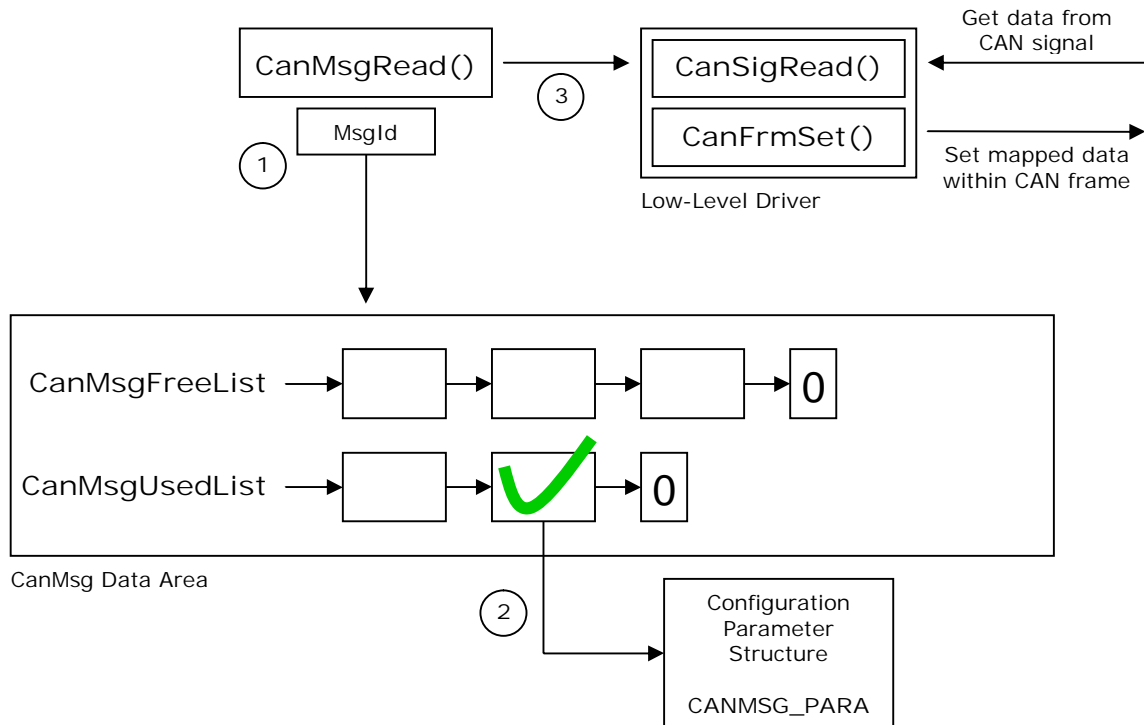 Get data from
CAN signal
CanMsgRead()
CanSigRead()
3
MsgId
CanFrmSet()
1
Set mapped data
within CAN frame
Low-Level Driver
CanMsgFreeList
0
CanMsgUsedList
0
CanMsg Data Area
2
Configuration
Parameter
Structure
CANMSG_PARA